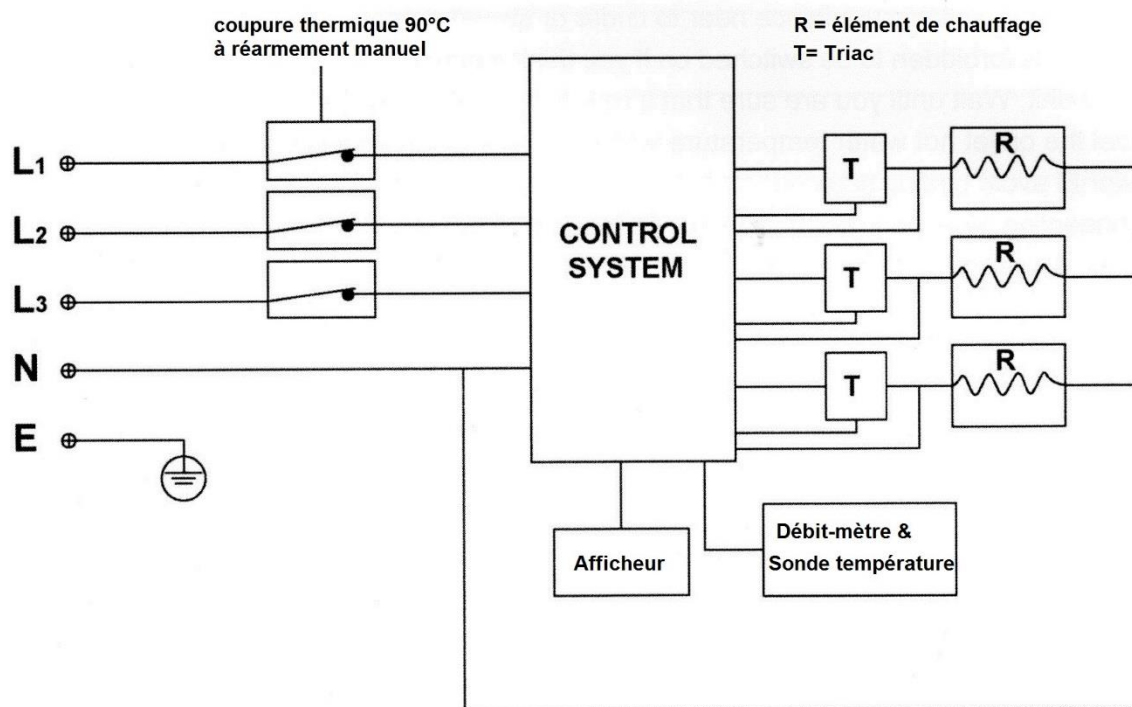 coupure thermique 90°C
à réarmement manuel
R = élément de chauffage
T= Triac
L1
L2
L3
N
E
CONTROL
SYSTEM
T
R
T
R
T
R
Afficheur
Débit-mètre &
Sonde température